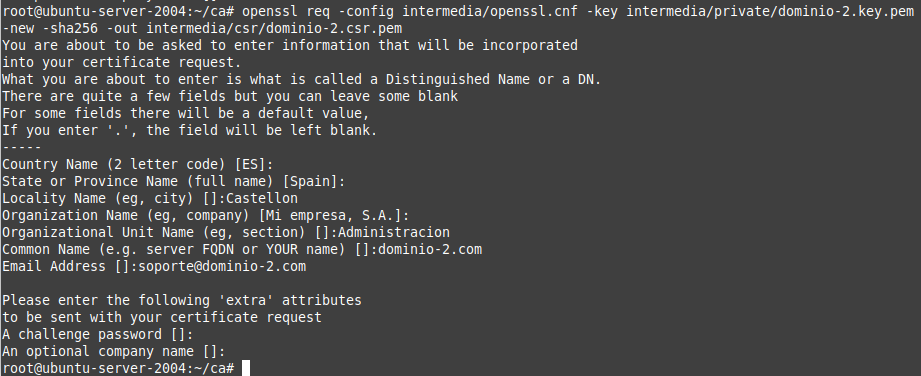 root@ubuntu-server-2004:~/ca# openssl req -config intermedia/openssl.cnf -key intermedia/private/dominio-2.key.pem
-new -sha256 -out intermedia/csr/dominio-2.csr.pem
You are about to be asked to enter information that will be incorporated
into your certificate request.
What you are about to enter is what is called a Distinguished Name or a DN.
There are quite a few fields but you can leave some blank
For some fields there will be a default value,
If you enter '.', the field will be left blank.
-----
Country Name (2 letter code) [ES]:
State or Province Name (full name) [Spain]:
Locality Name (eg, city) []:Castellon
Organization Name (eg, company) [Mi empresa, S.A.]:
Organizational Unit Name (eg, section) []:Administracion
Common Name (e.g. server FQDN or YOUR name) []:dominio-2.com
Email Address []:soporte@dominio-2.com

Please enter the following 'extra' attributes
to be sent with your certificate request
A challenge password []:
An optional company name []:
root@ubuntu-server-2004:~/ca#